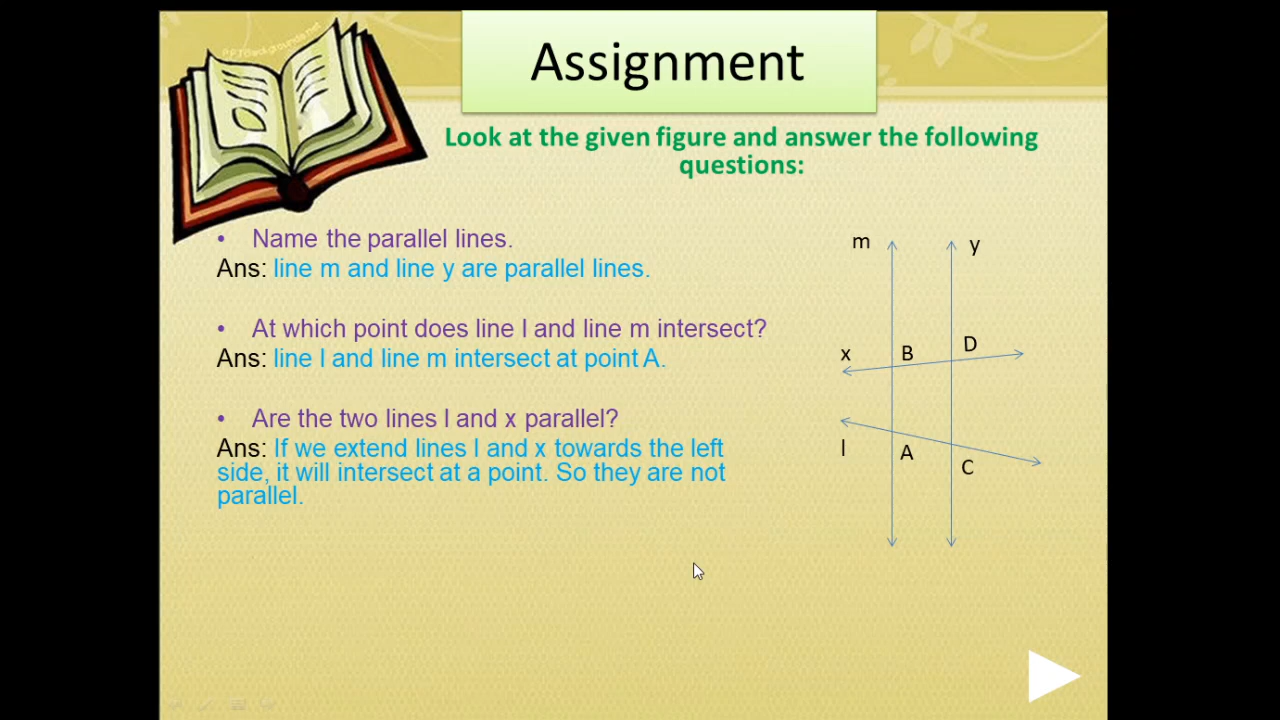 Assignment
Look at the given figure and answer the following
questions:
• Name the parallel lines.
Ans: line m and line y are parallel lines.
• At which point does line l and line m intersect?
Ans: line l and line m intersect at point A.
• Are the two lines l and x parallel?
Ans: If we extend lines l and x towards the left
side, it will intersect at a point. So they are not
parallel.
m
y
x
B
D
l
A
C